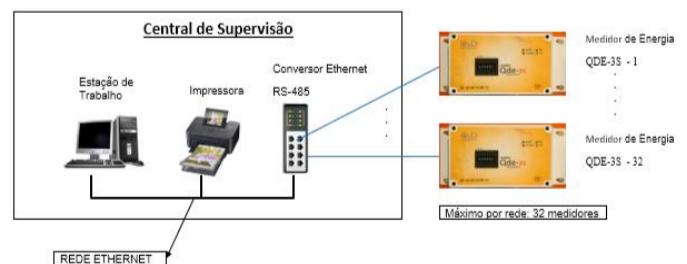 Central de Supervisão
Estação de
Trabalho
Impressora
Conversor Ethernet
RS-485
REDE ETHERNET
Medidor de Energia
QDE-3S - 1
Medidor de Energia
QDE-3S - 32
Máximo por rede: 32 medidores